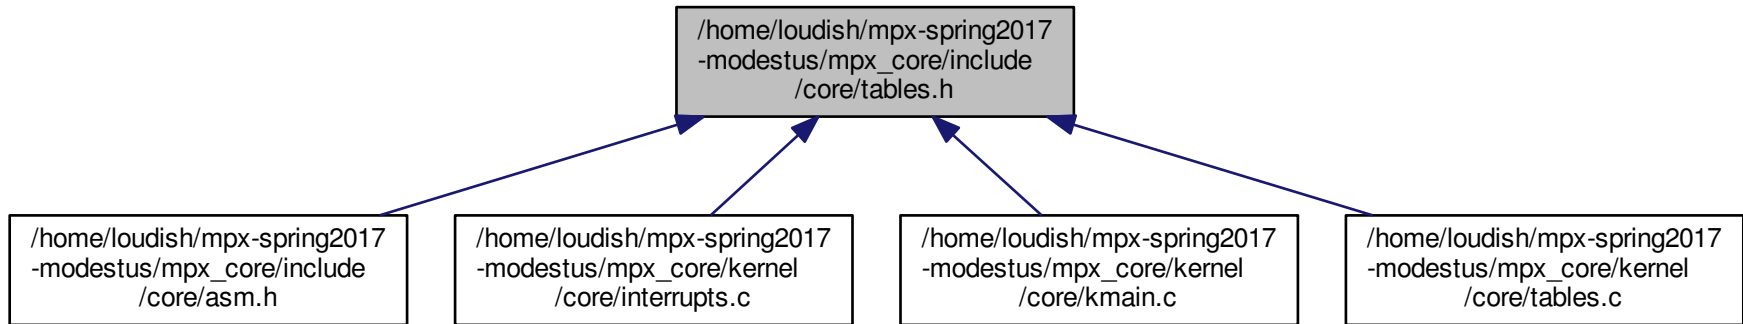 /home/loudish/mpx-spring2017
-modestus/mpx_core/include
/core/tables.h
/home/loudish/mpx-spring2017
-modestus/mpx_core/include
/core/asm.h
/home/loudish/mpx-spring2017
-modestus/mpx_core/kernel
/core/interrupts.c
/home/loudish/mpx-spring2017
-modestus/mpx_core/kernel
/core/kmain.c
/home/loudish/mpx-spring2017
-modestus/mpx_core/kernel
/core/tables.c